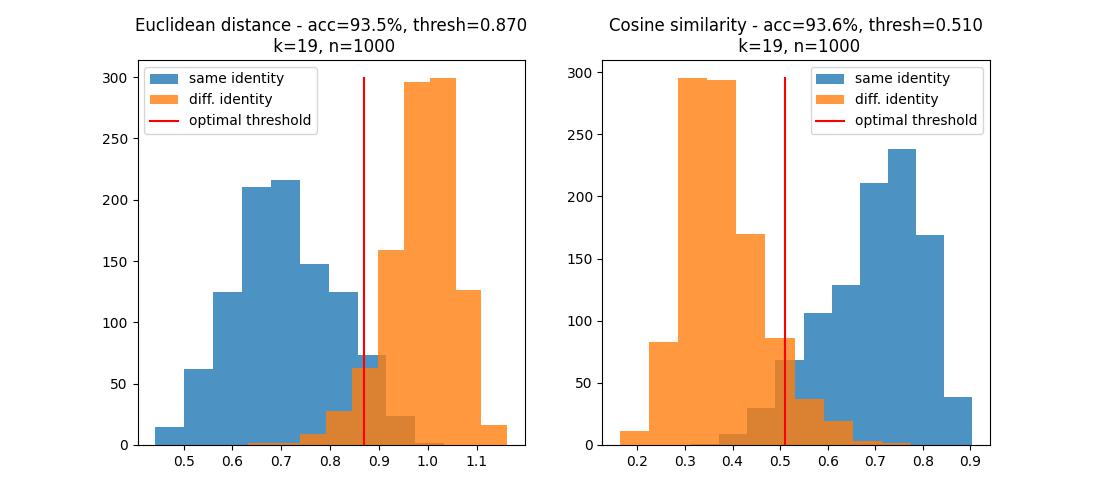 Euclidean distance - acc=93.5%, thresh=0.870
k=19, n=1000
same identity
diff. identity
optimal threshold
300
250
200
150
100
50
0
0.5 0.6 0.7 0.8 0.9 1.0 1.1
Cosine similarity - acc=93.6%, thresh=0.510
k=19, n=1000
same identity
diff. identity
optimal threshold
300
250
200
150
100
50
0
0.2 0.3 0.4 0.5 0.6 0.7 0.8 0.9